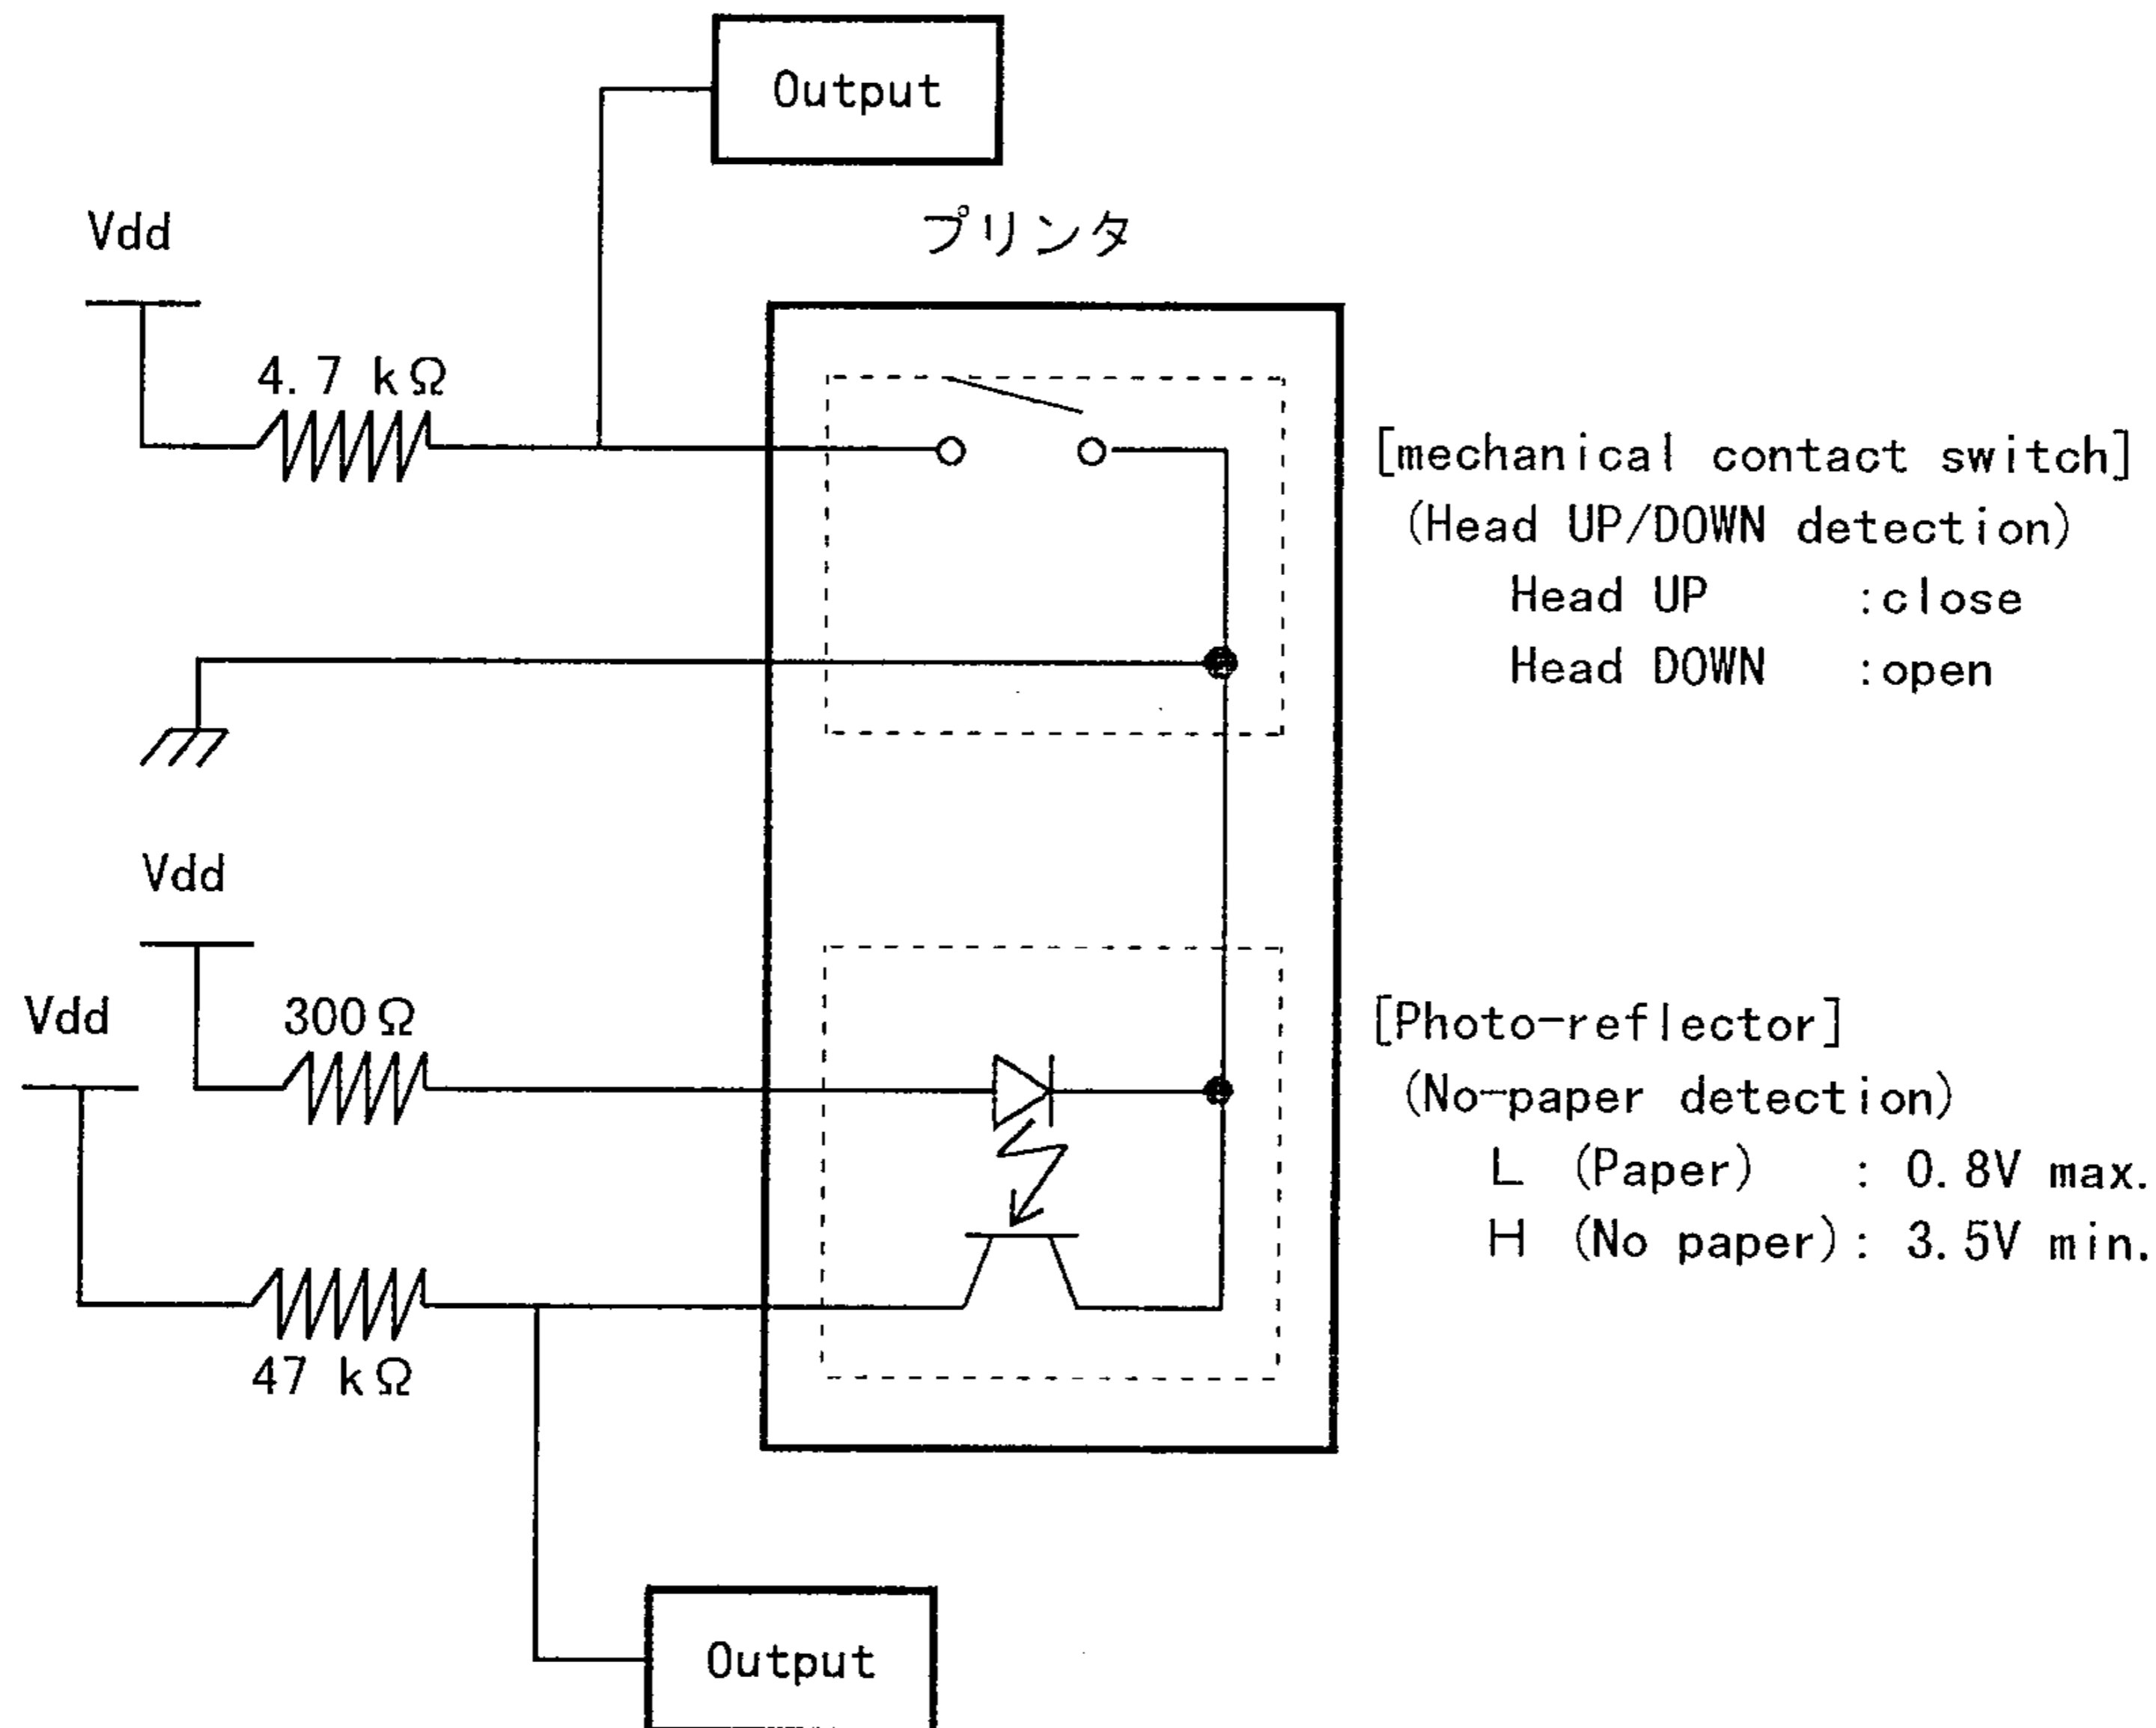 Output
プリンタ
Vdd
4.7 kΩ
[mechanical contact switch]
(Head UP/DOWN detection)
Head UP :close
Head DOWN :open
Vdd
Vdd
300Ω
[Photo-reflector]
(No-paper detection)
L (Paper) : 0.8V max.
H (No paper): 3.5V min.
47 kΩ
Output